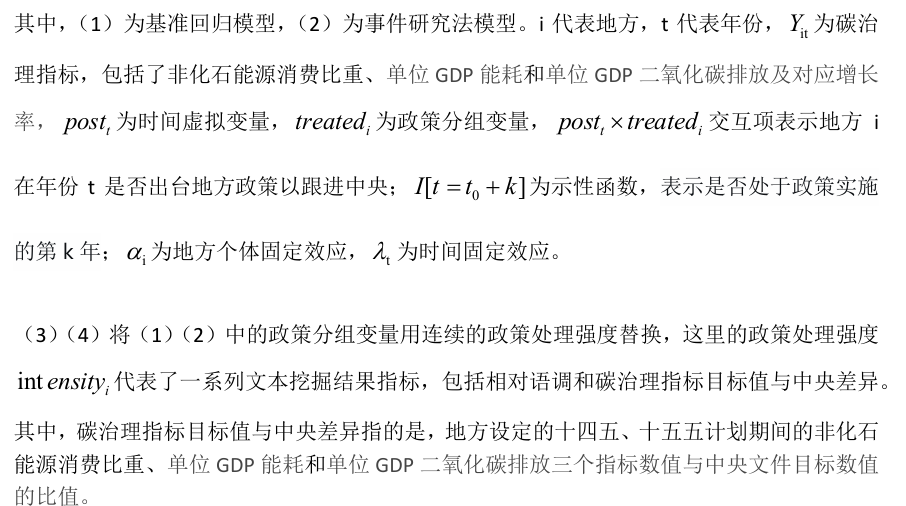 其中，（1）为基准回归模型，（2）为事件研究法模型。i 代表地方，t 代表年份， Y_it 为碳治
理指标，包括了非化石能源消费比重、单位 GDP 能耗和单位 GDP 二氧化碳排放及对应增长
率， post_t 为时间虚拟变量， treated_i 为政策分组变量， post_t × treated_i 交互项表示地方 i
在年份 t 是否出台地方政策以跟进中央； I[t = t_0 + k] 为示性函数，表示是否处于政策实施
的第 k 年； α_i 为地方个体固定效应， λ_t 为时间固定效应。
（3）（4）将（1）（2）中的政策分组变量用连续的政策处理强度替换，这里的政策处理强度
int ensity_i 代表了一系列文本挖掘结果指标，包括相对语调和碳治理指标目标值与中央差异。
其中，碳治理指标目标值与中央差异指的是，地方设定的十四五、十五五计划期间的非化石
能源消费比重、单位 GDP 能耗和单位 GDP 二氧化碳排放三个指标数值与中央文件目标数值
的比值。